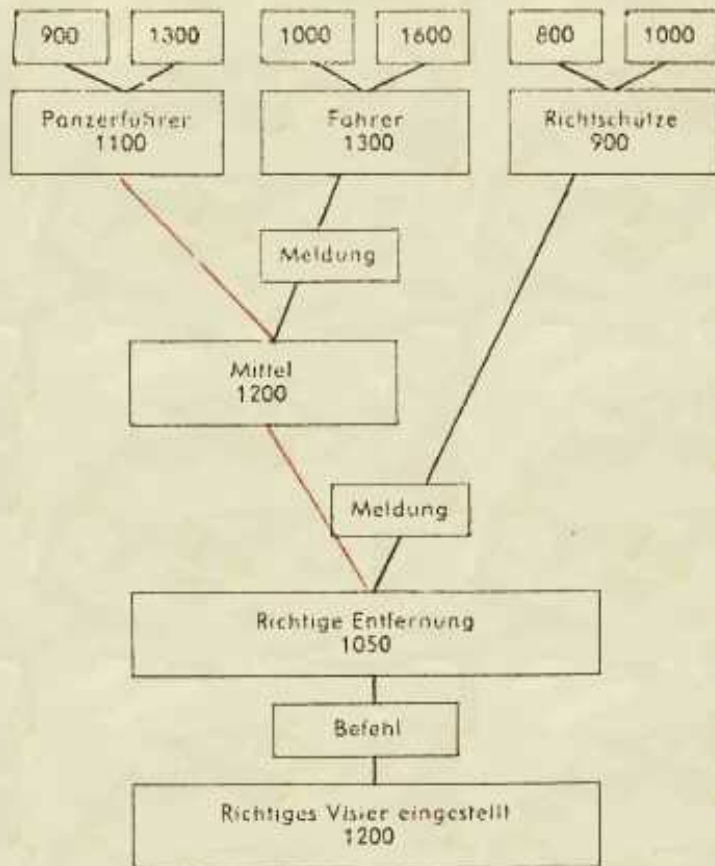 900
1300
1000
1600
800
1000
Panzerführer
1100
Fahrer
1300
Richtschütze
900
Meldung
Mittel
1200
Meldung
Richtige Entfernung
1050
Befehl
Richtiges Visier eingestellt
1200